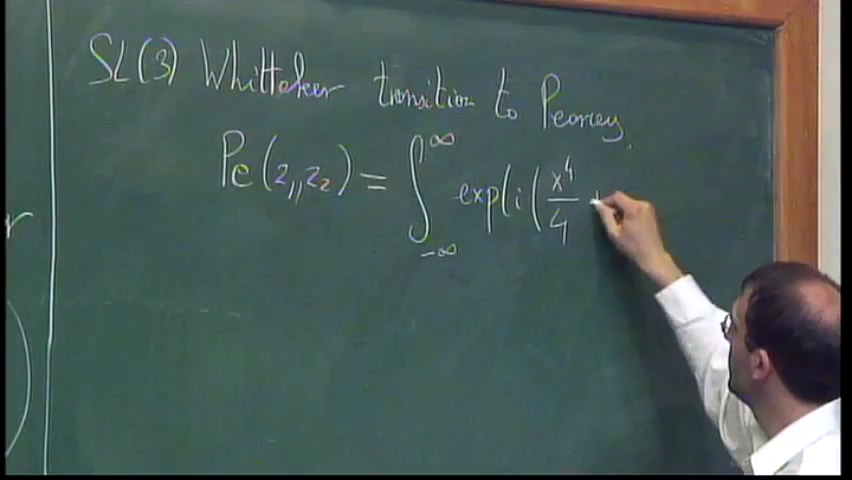 SL(3) Whittaker transition to Pearcey.
Pe(z₁, z₂) = ∫_{-∞}^{∞} exp(i(x⁴/4 +